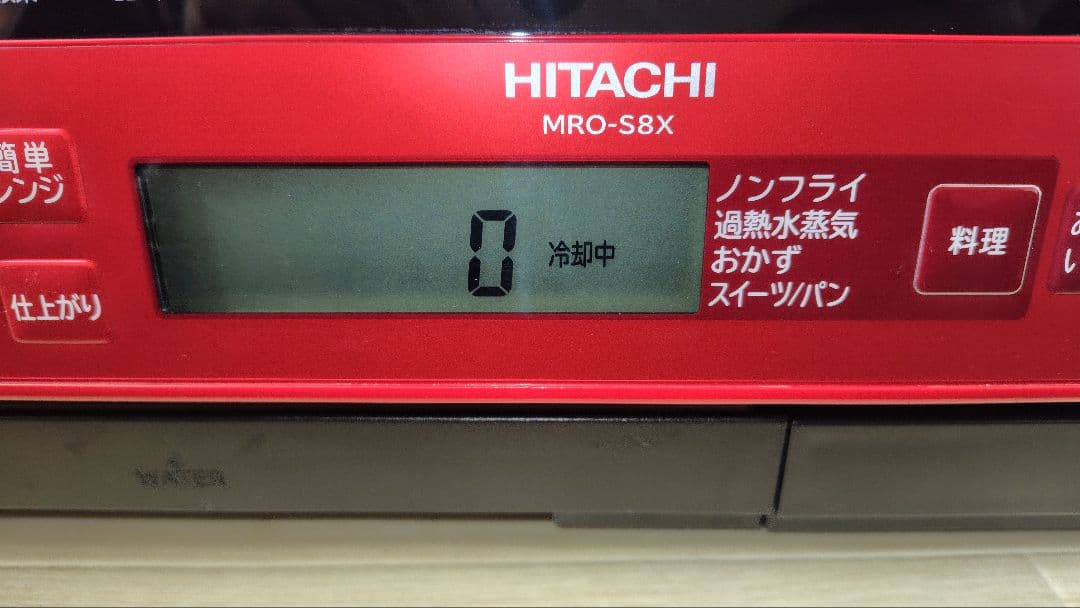 HITACHI
MRO-S8X
簡単
レンジ
仕上がり
0 冷却中
ノンフライ
過熱水蒸気
おかず
スイーツ/パン
料理
WATER